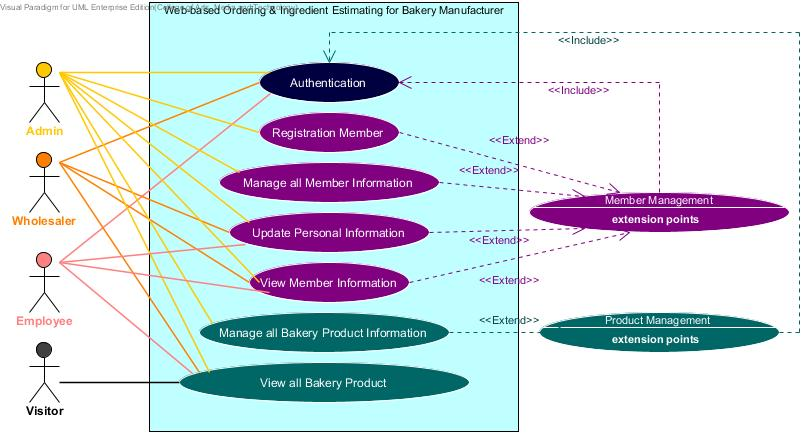 Visual Paradigm for UML Enterprise Edition
Web-based Ordering & Ingredient Estimating for Bakery Manufacturer
<<Include>>
Authentication
<<Include>>
Admin
Registration Member
<<Extend>>
Manage all Member Information
<<Extend>>
Member Management
extension points
Wholesaler
Update Personal Information
<<Extend>>
View Member Information
<<Extend>>
Employee
Manage all Bakery Product Information
<<Extend>>
Product Management
extension points
View all Bakery Product
Visitor